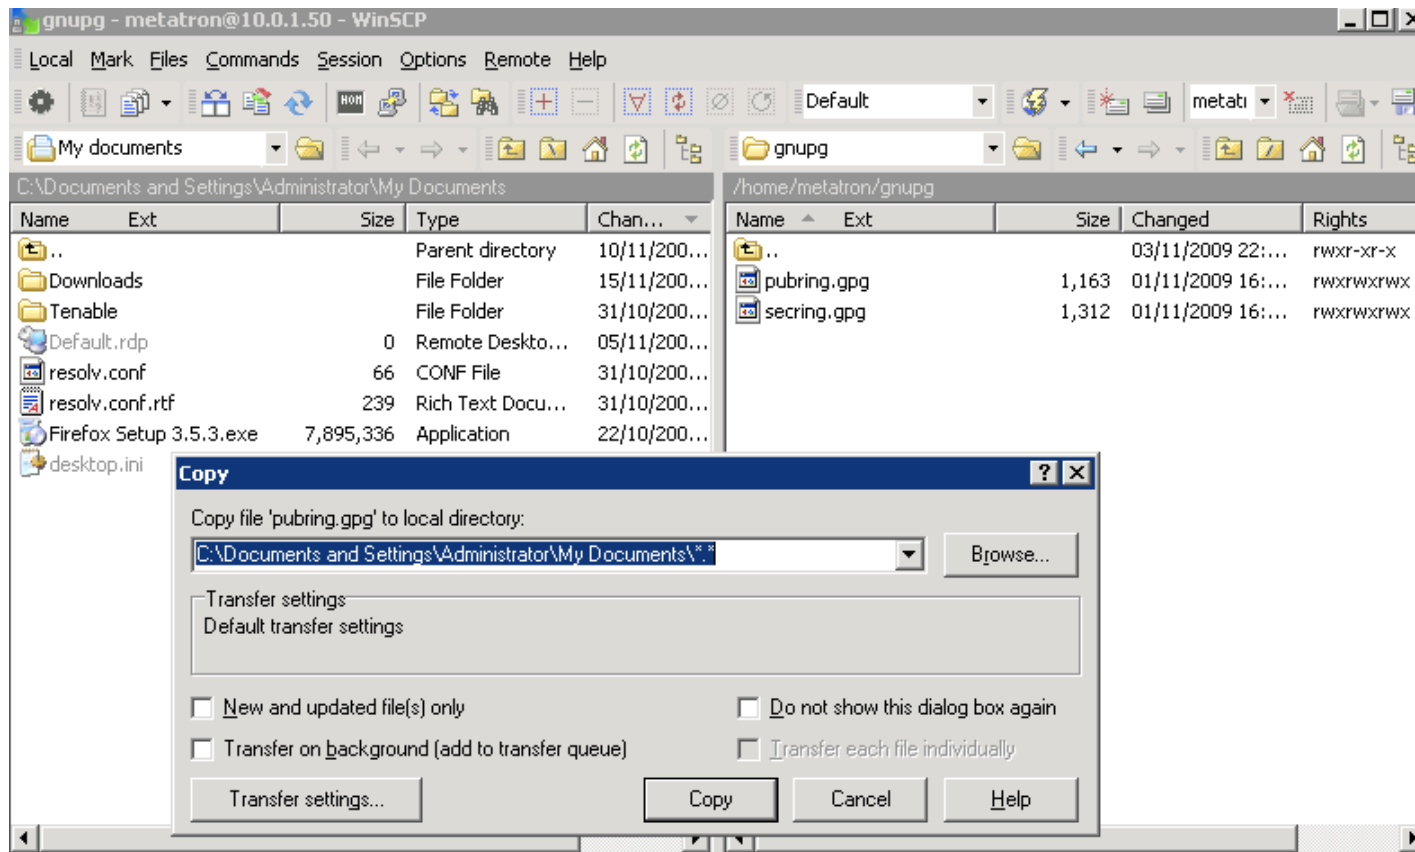 gnupg - metatron@10.0.1.50 - WinSCP
Local Mark Files Commands Session Options Remote Help
Default metati
My documents gnupg
C:\Documents and Settings\Administrator\My Documents /home/metatron/gnupg
Name Ext Size Type Chan... Name Ext Size Changed Rights
.. Parent directory 10/11/200... .. 03/11/2009 22:... rwxr-xr-x
Downloads File Folder 15/11/200... pubring.gpg 1,163 01/11/2009 16:... rwxrwxrwx
Tenable File Folder 31/10/200... secring.gpg 1,312 01/11/2009 16:... rwxrwxrwx
Default.rdp 0 Remote Deskto... 05/11/200...
resolv.conf 66 CONF File 31/10/200...
resolv.conf.rtf 239 Rich Text Docu... 31/10/200...
Firefox Setup 3.5.3.exe 7,895,336 Application 22/10/200...
desktop.ini
Copy
Copy file 'pubring.gpg' to local directory:
C:\Documents and Settings\Administrator\My Documents\*.* Browse...
Transfer settings
Default transfer settings
New and updated file(s) only Do not show this dialog box again
Transfer on background (add to transfer queue) Transfer each file individually
Transfer settings... Copy Cancel Help